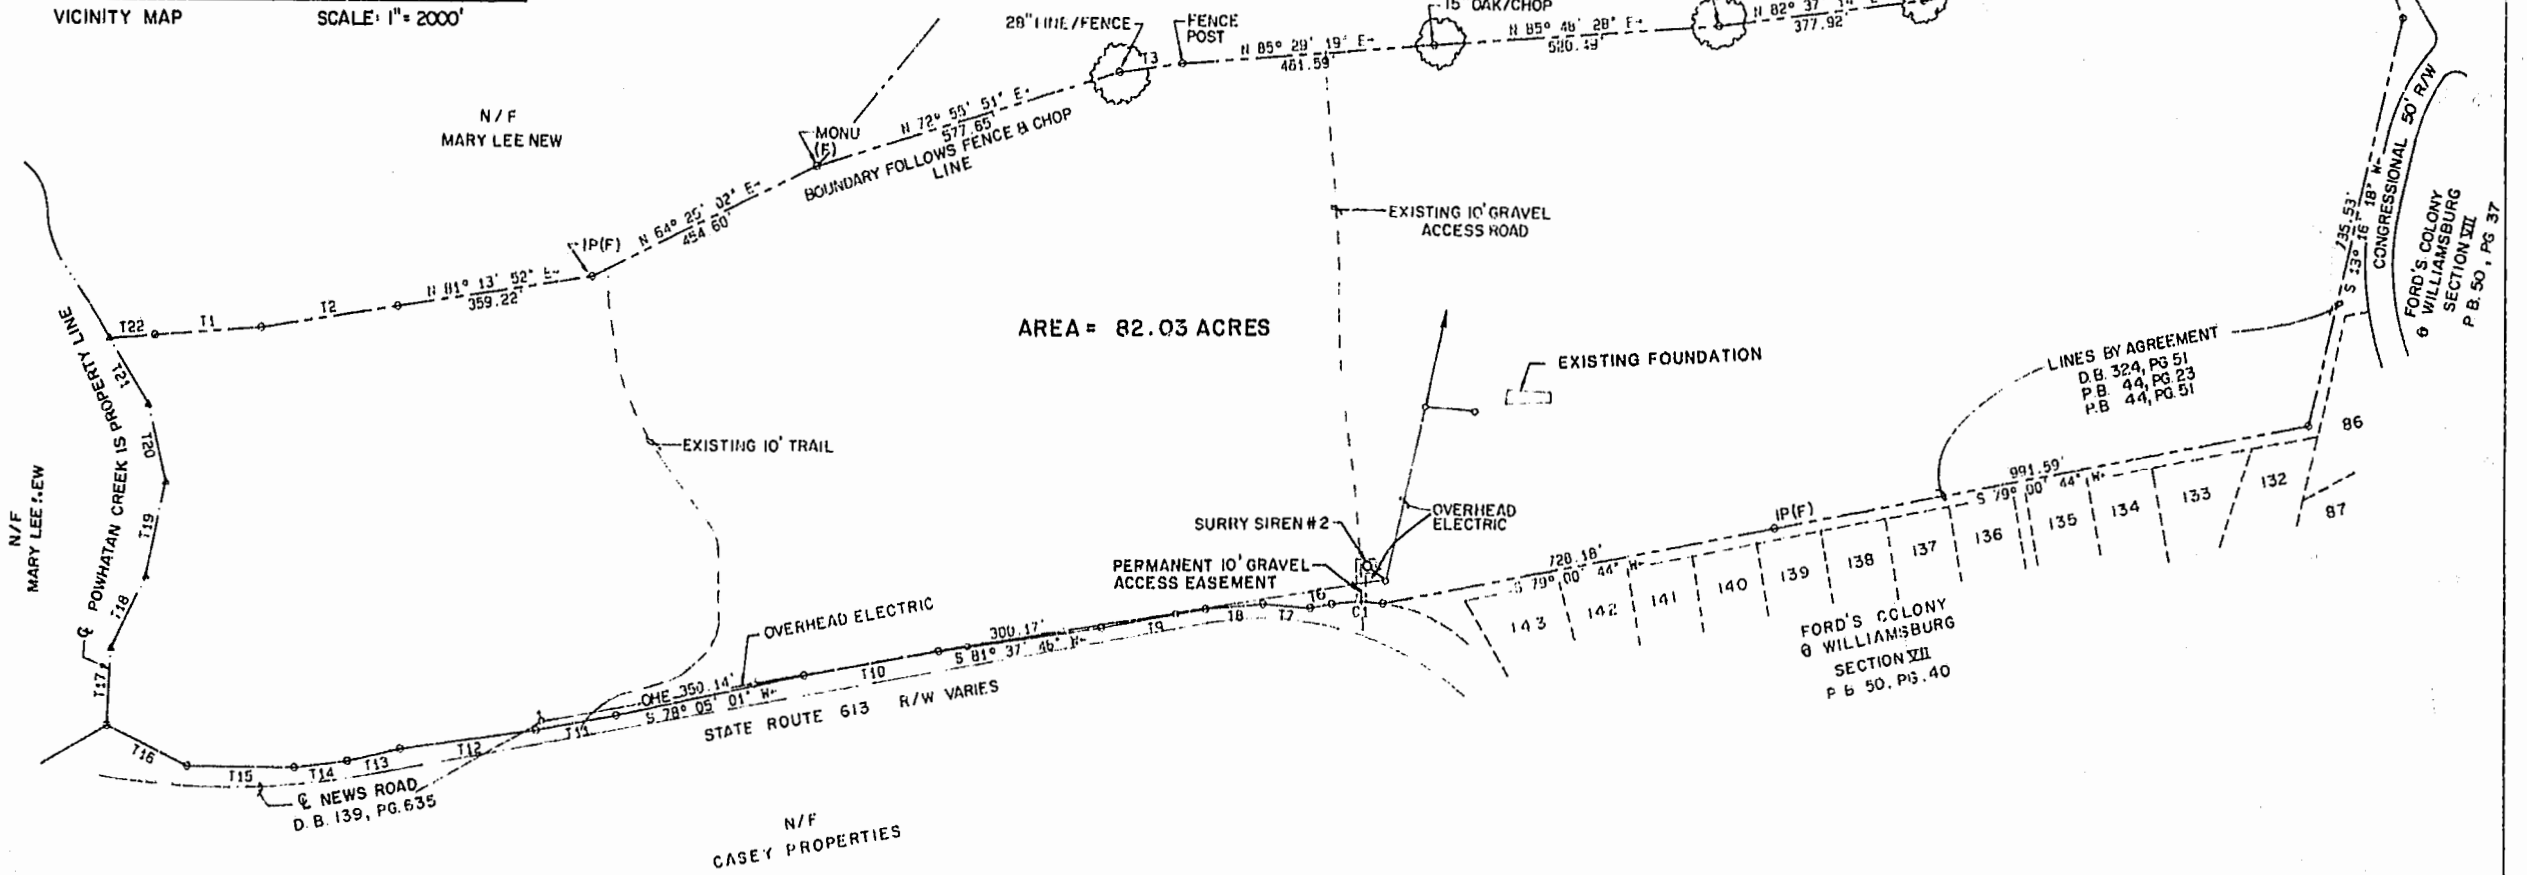 VICINITY MAP
SCALE: 1" = 2000'
28" LINE/FENCE
FENCE
POST
15" OAK/CHOP
T3
N 85° 29' 19" E
461.59'
N 85° 48' 28" E
N 82° 37'
377.92'
N/F
MARY LEE NEW
MONU
(F)
N 72° 55' 51" E
577.65'
BOUNDARY FOLLOWS FENCE & CHOP
LINE
IP(F)
N 64° 25' 02" E
454.60'
N 81° 13' 52" E
359.22'
T22
T1
T2
EXISTING 10' GRAVEL
ACCESS ROAD
AREA = 82.03 ACRES
EXISTING FOUNDATION
735.53'
S 13° 16' 18" W
CONGRESSIONAL 50' R/W
FORD'S COLONY
@ WILLIAMSBURG
SECTION VII
P B. 50, PG 37
LINES BY AGREEMENT
D.B. 324, PG 51
P.B. 44, PG. 23
P.B 44, PG. 51
T21
T20
T19
T18
T17
℄ POWHATAN CREEK IS PROPERTY LINE
N/F
MARY LEE NEW
EXISTING 10' TRAIL
SURRY SIREN #2
OVERHEAD
ELECTRIC
PERMANENT 10' GRAVEL
ACCESS EASEMENT
IP(F)
991.59'
S 79° 00' 44" W
728.18'
S 79° 00' 44" W
86
87
132
133
134
135
136
137
138
139
140
141
142
143
FORD'S COLONY
@ WILLIAMSBURG
SECTION VII
P B 50, PG. 40
T6
C1
T7
T8
T9
300.17'
S 81° 37' 46" W
T10
OVERHEAD ELECTRIC
OHE 350.14'
S 78° 05' 01" W
T11
T12
T13
T14
T15
T16
STATE ROUTE 613 R/W VARIES
℄ NEWS ROAD
D. B. 139, PG. 635
N/F
CASEY PROPERTIES